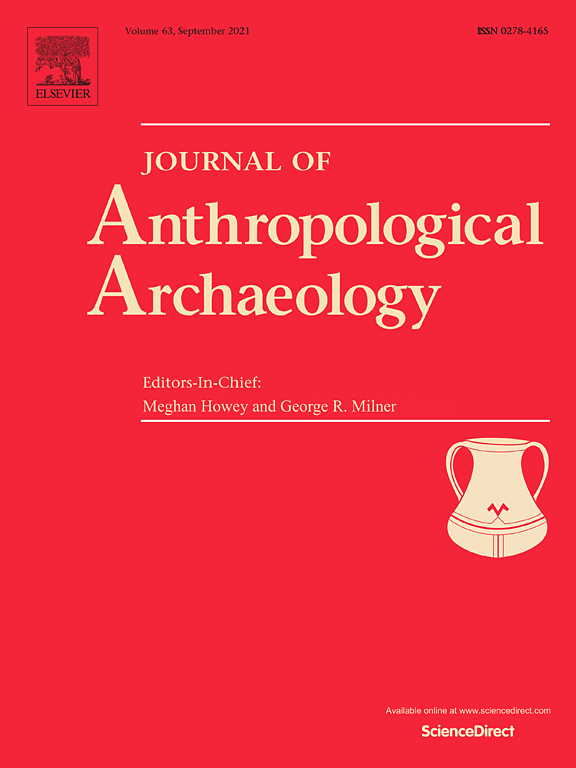 Volume 63, September 2021
ISSN 0278-4165
ELSEVIER
JOURNAL OF
Anthropological
Archaeology
Editors-In-Chief:
Meghan Howey and George R. Milner
Available online at www.sciencedirect.com
ScienceDirect